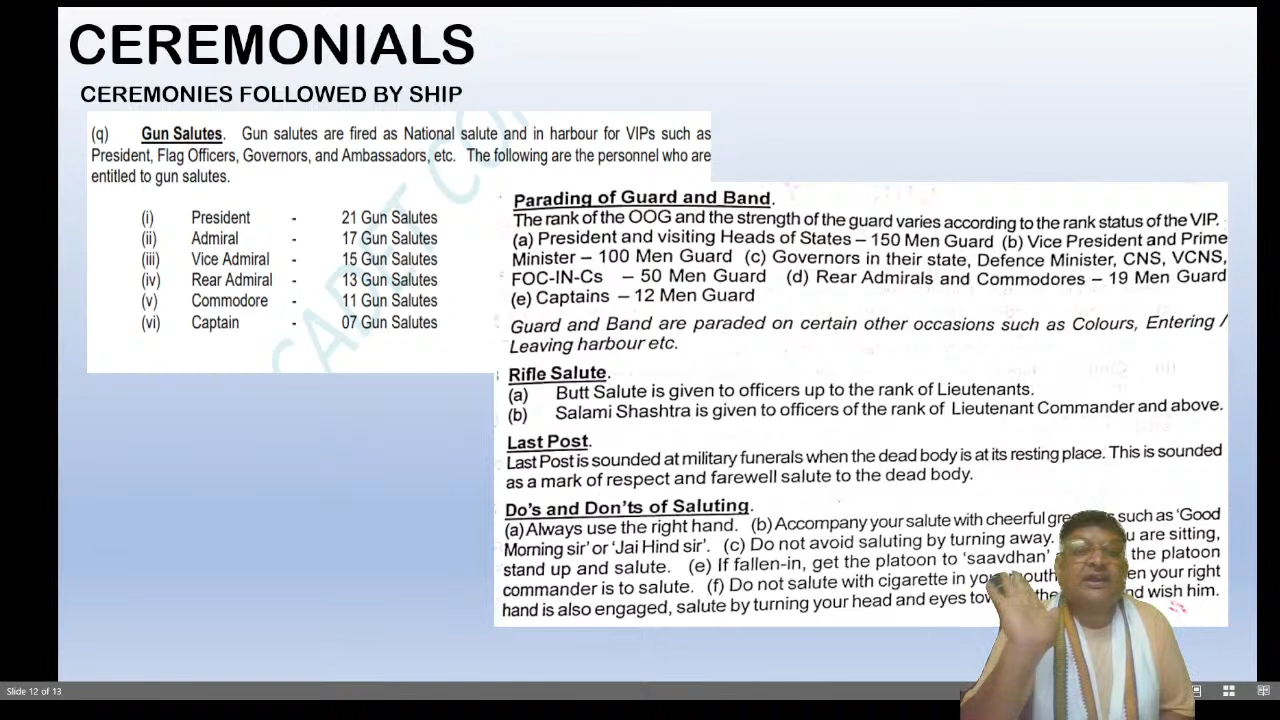 CEREMONIALS
CEREMONIES FOLLOWED BY SHIP
(q) Gun Salutes. Gun salutes are fired as National salute and in harbour for VIPs such as
President, Flag Officers, Governors, and Ambassadors, etc. The following are the personnel who are
entitled to gun salutes.
(i) President - 21 Gun Salutes
(ii) Admiral - 17 Gun Salutes
(iii) Vice Admiral - 15 Gun Salutes
(iv) Rear Admiral - 13 Gun Salutes
(v) Commodore - 11 Gun Salutes
(vi) Captain - 07 Gun Salutes
CADET
Parading of Guard and Band.
The rank of the OOG and the strength of the guard varies according to the rank status of the VIP.
(a) President and visiting Heads of States – 150 Men Guard (b) Vice President and Prime
Minister – 100 Men Guard (c) Governors in their state, Defence Minister, CNS, VCNS,
FOC-IN-Cs – 50 Men Guard (d) Rear Admirals and Commodores – 19 Men Guard
(e) Captains – 12 Men Guard
Guard and Band are paraded on certain other occasions such as Colours, Entering /
Leaving harbour etc.
Rifle Salute.
(a) Butt Salute is given to officers up to the rank of Lieutenants.
(b) Salami Shashtra is given to officers of the rank of Lieutenant Commander and above.
Last Post.
Last Post is sounded at military funerals when the dead body is at its resting place. This is sounded
as a mark of respect and farewell salute to the dead body.
Do's and Don'ts of Saluting.
(a) Always use the right hand. (b) Accompany your salute with cheerful such as 'Good
Morning sir' or 'Jai Hind sir'. (c) Do not avoid saluting by turning away. are sitting,
stand up and salute. (e) If fallen-in, get the platoon to 'saavdhan' the platoon
commander is to salute. (f) Do not salute with cigarette in your right
hand is also engaged, salute by turning your head and eyes wish him.
Slide 12 of 13